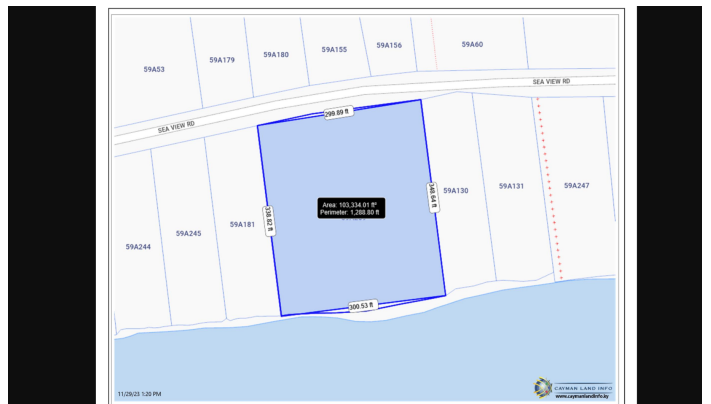 59A53
59A179
59A180
59A155
59A156
59A60
SEA VIEW RD
SEA VIEW RD
299.89 ft
59A244
59A245
59A181
338.82 ft
Area: 103,334.01 ft²
Perimeter: 1,288.80 ft
348.64 ft
59A130
59A131
59A247
300.53 ft
11/29/23 1:20 PM
CAYMAN LAND INFO
www.caymanlandinfo.ky